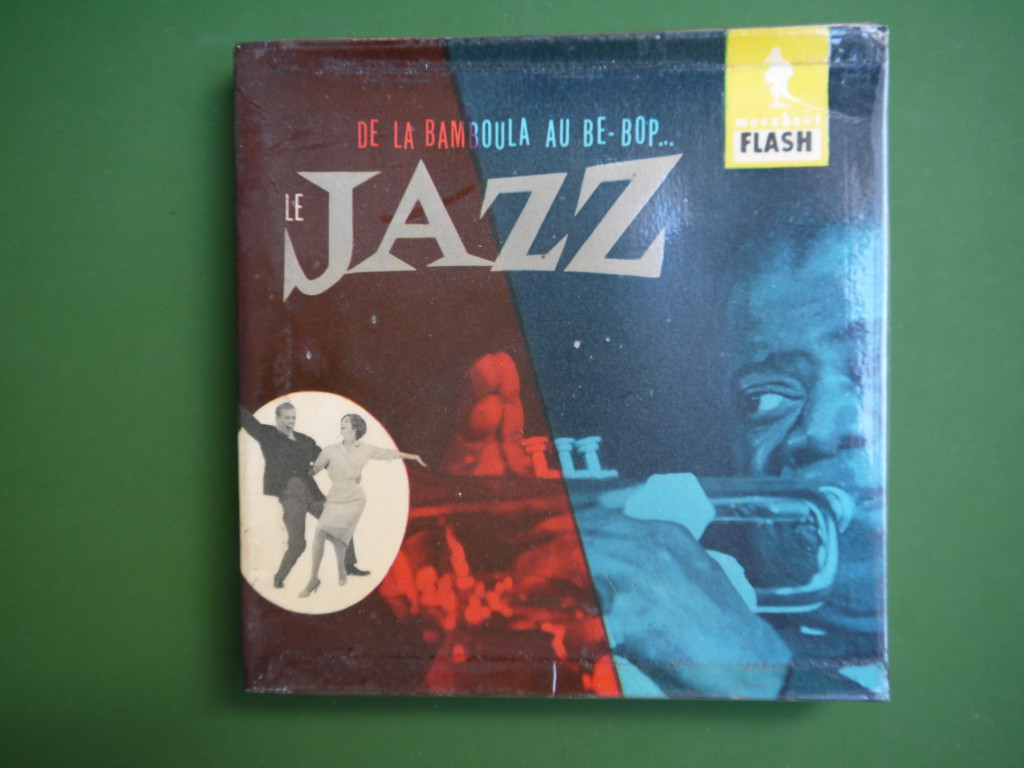 DE LA BAMBOULA AU BE-BOP...
LE JAZZ
marabout
FLASH